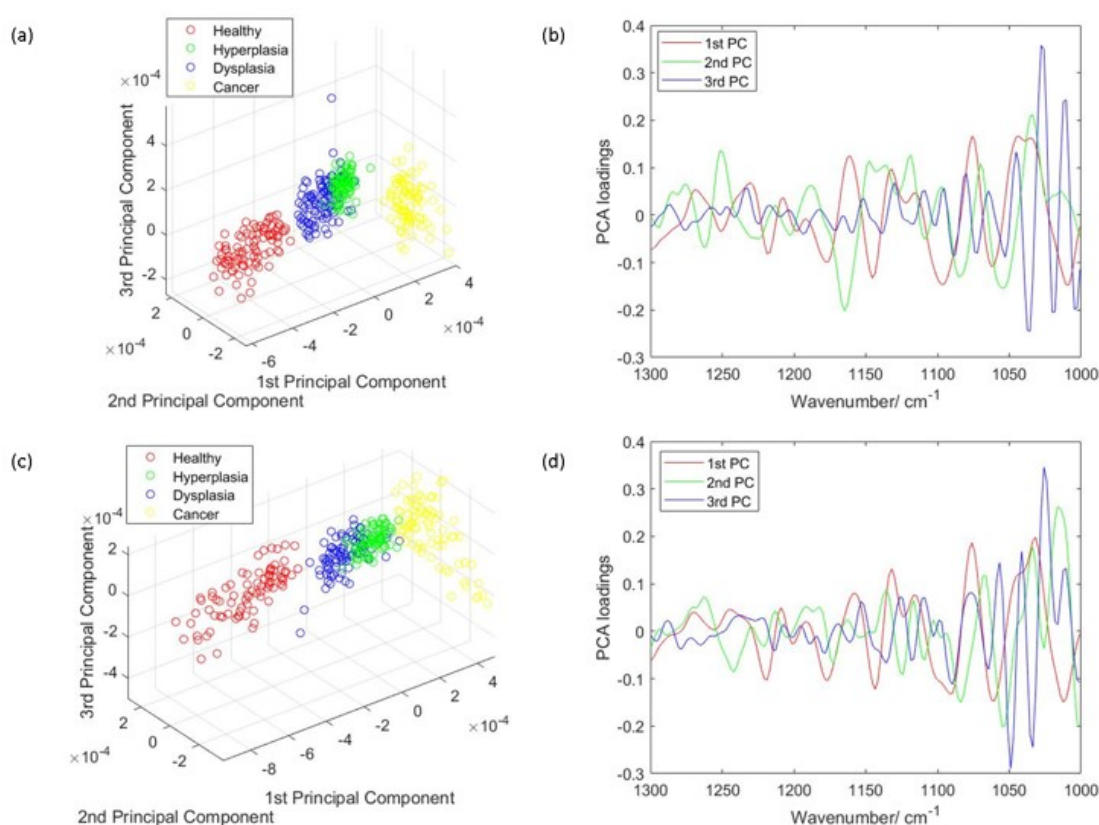 (a)
Healthy
Hyperplasia
Dysplasia
Cancer
×10⁻⁴
3rd Principal Component
4
2
0
-2
2
0
-2
×10⁻⁴
-6
-4
-2
0
2
4
×10⁻⁴
1st Principal Component
2nd Principal Component
(b)
1st PC
2nd PC
3rd PC
PCA loadings
0.4
0.3
0.2
0.1
0
-0.1
-0.2
-0.3
1300
1250
1200
1150
1100
1050
1000
Wavenumber/ cm⁻¹
(c)
Healthy
Hyperplasia
Dysplasia
Cancer
×10⁻⁴
3rd Principal Component
2
0
-2
-4
2
0
-2
×10⁻⁴
-8
-6
-4
-2
0
2
4
×10⁻⁴
1st Principal Component
2nd Principal Component
(d)
1st PC
2nd PC
3rd PC
PCA loadings
0.4
0.3
0.2
0.1
0
-0.1
-0.2
-0.3
1300
1250
1200
1150
1100
1050
1000
Wavenumber/ cm⁻¹